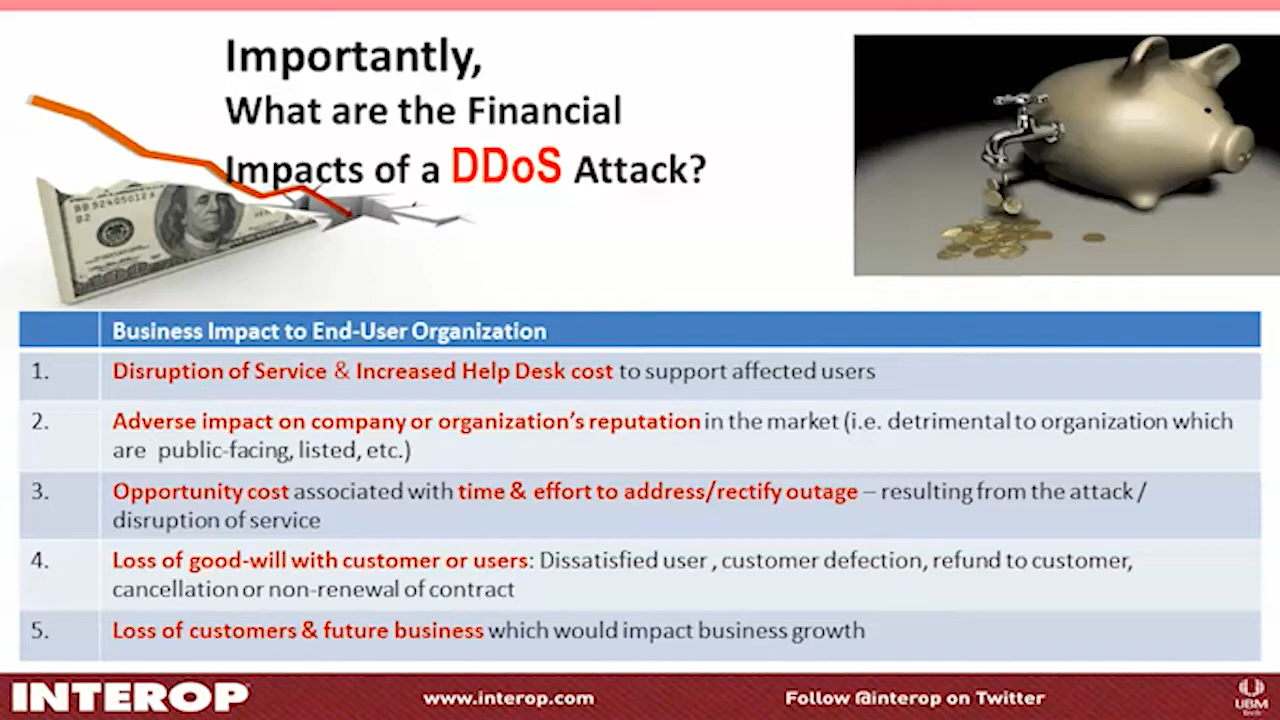 Importantly,
What are the Financial
Impacts of a DDoS Attack?
BB92405012A
B2
Business Impact to End-User Organization
1. Disruption of Service & Increased Help Desk cost to support affected users
2. Adverse impact on company or organization's reputation in the market (i.e. detrimental to organization which
are public-facing, listed, etc.)
3. Opportunity cost associated with time & effort to address/rectify outage – resulting from the attack /
disruption of service
4. Loss of good-will with customer or users: Dissatisfied user , customer defection, refund to customer,
cancellation or non-renewal of contract
5. Loss of customers & future business which would impact business growth
INTEROP
www.interop.com
Follow @interop on Twitter
UBM
Tech